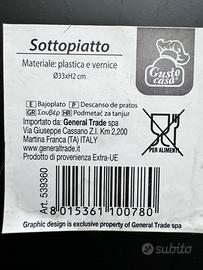 Sottopiatto
Materiale: plastica e vernice
Ø33xH2 cm
Gusto
casa
E Bajoplato P Descanso de pratos
GR Σουβέρ HR Podmetač za tanjur
Importato da: General Trade spa
Via Giuseppe Cassano Z.I. Km 2,200
Martina Franca (TA) ITALY
www.generaltrade.it
Prodotto di provenienza Extra-UE
PER ALIMENTI
Art. 539360
8 015361 100780
Graphic design is exclusive property of General Trade spa
subito